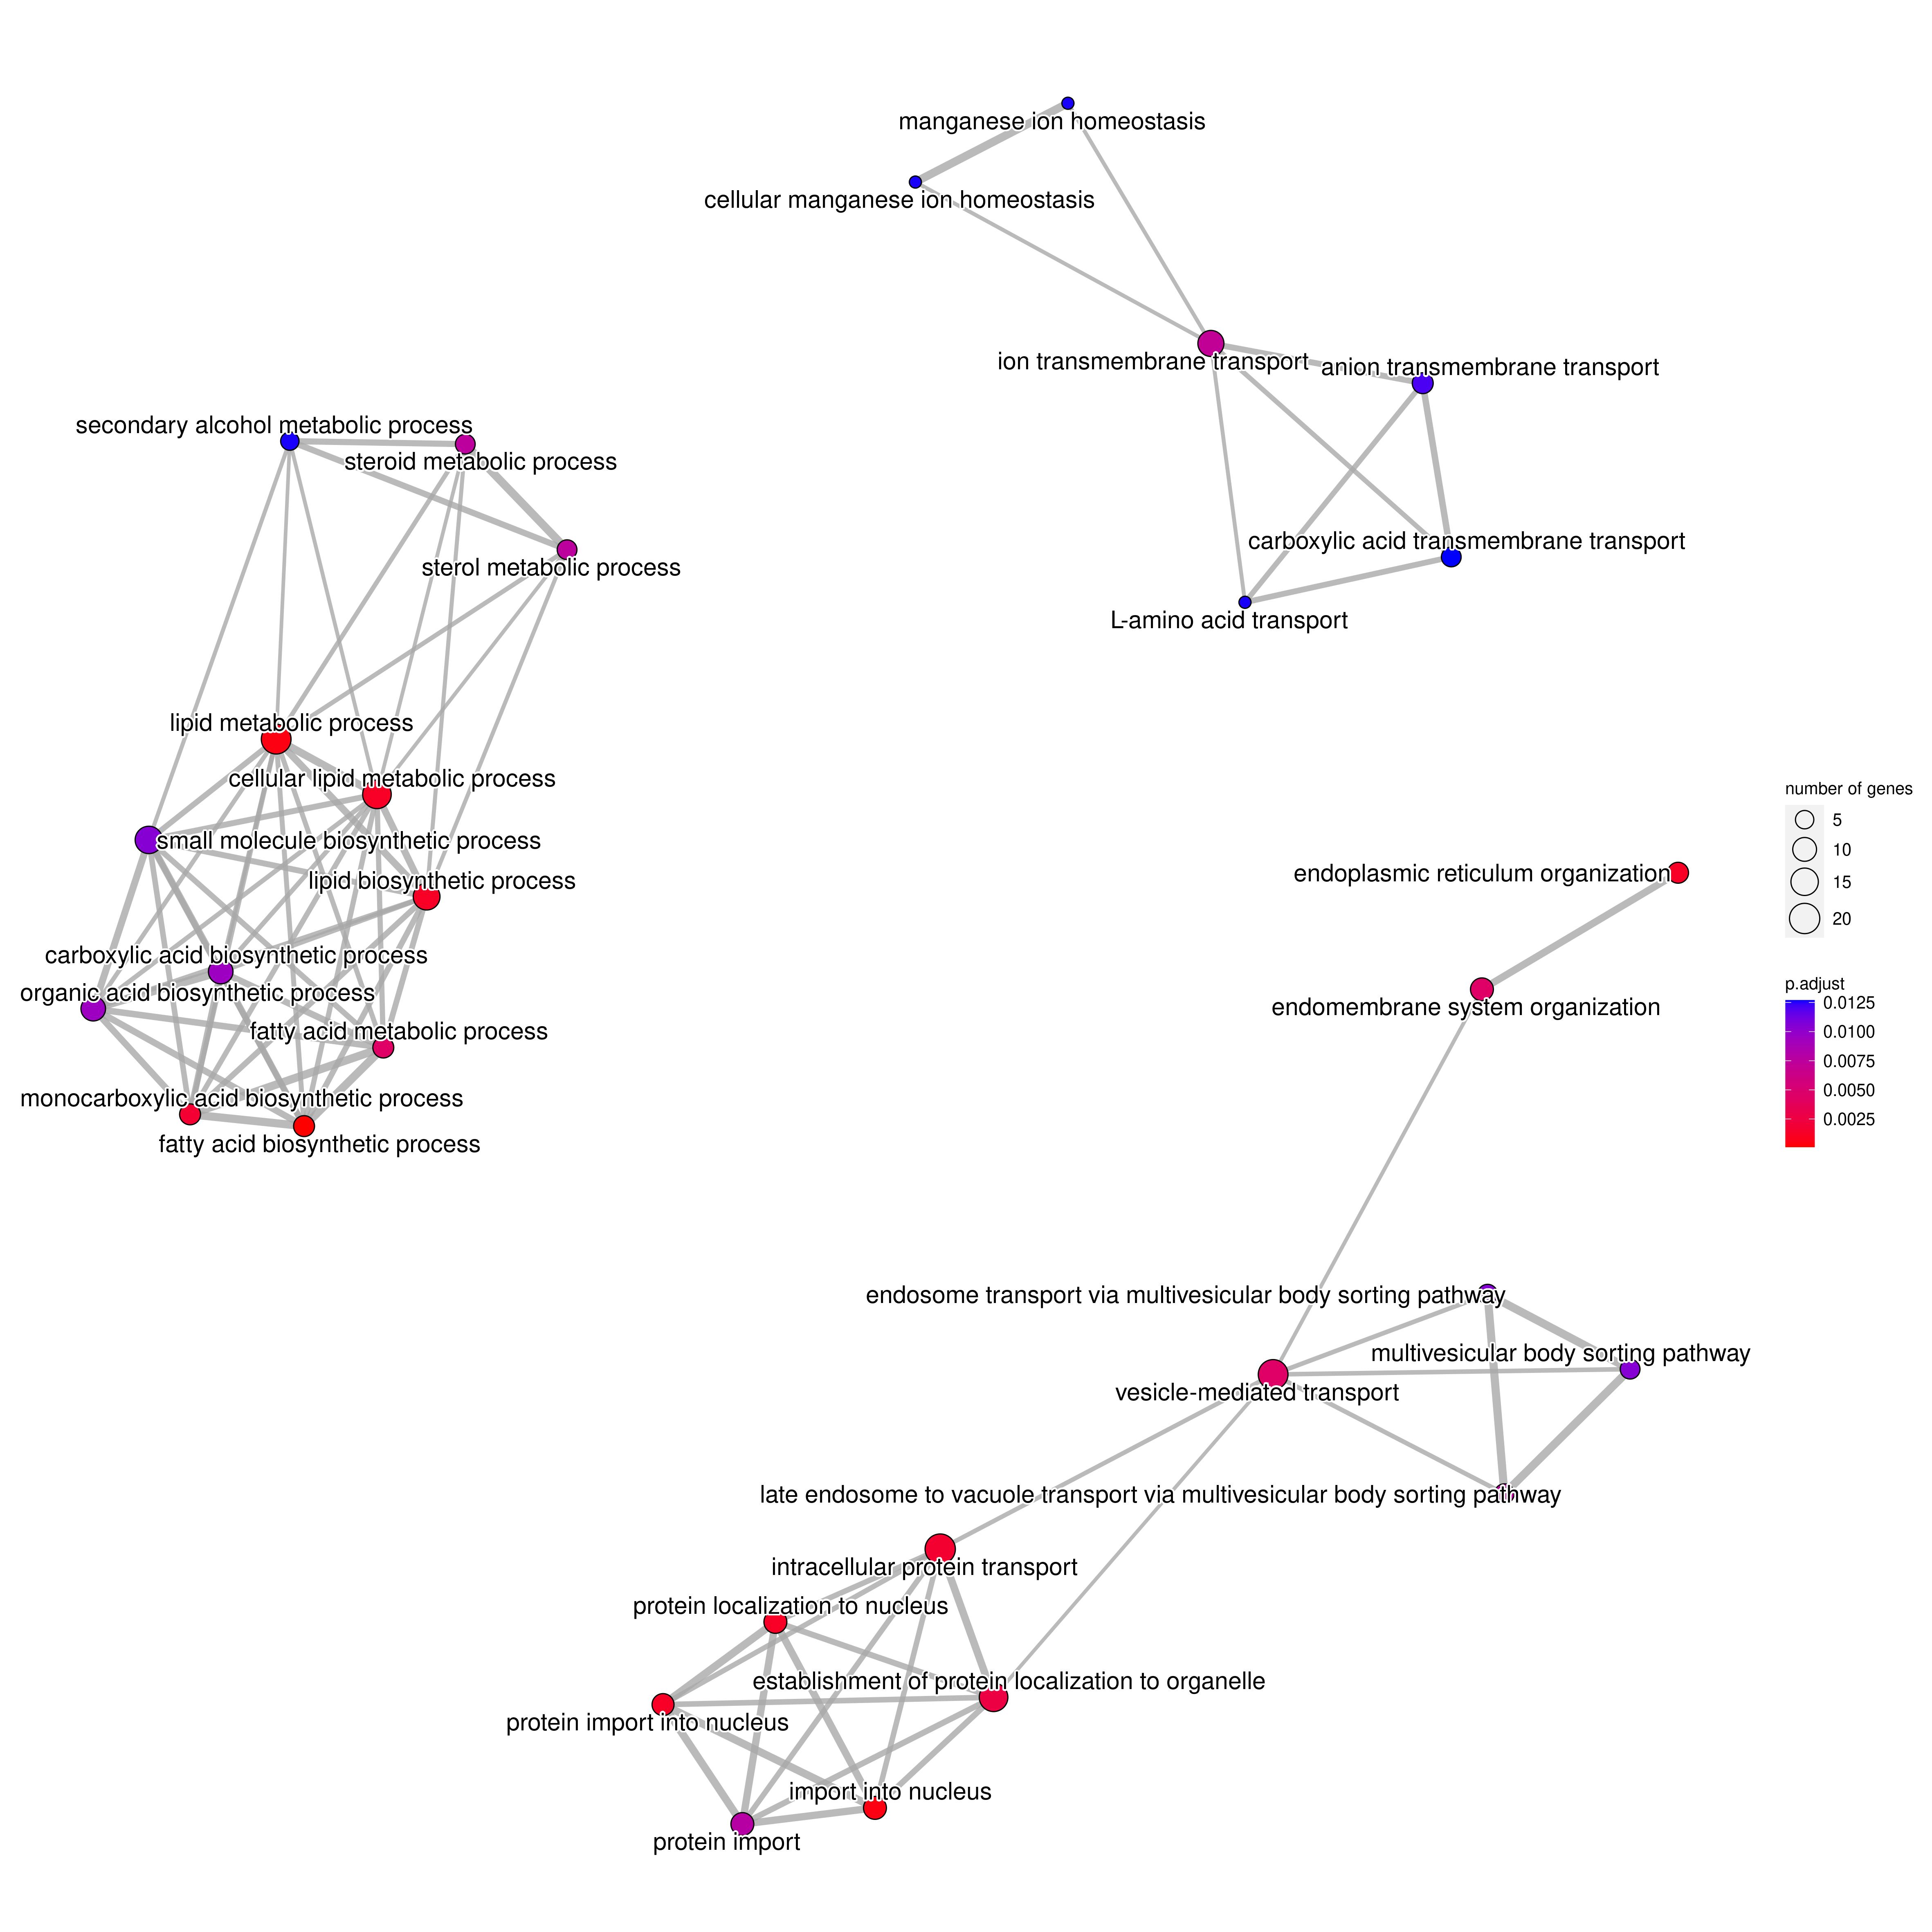 manganese ion homeostasis
cellular manganese ion homeostasis
ion transmembrane transport
anion transmembrane transport
secondary alcohol metabolic process
steroid metabolic process
carboxylic acid transmembrane transport
sterol metabolic process
L-amino acid transport
lipid metabolic process
cellular lipid metabolic process
small molecule biosynthetic process
lipid biosynthetic process
carboxylic acid biosynthetic process
organic acid biosynthetic process
fatty acid metabolic process
monocarboxylic acid biosynthetic process
fatty acid biosynthetic process
number of genes
5
10
15
20
p.adjust
0.0125
0.0100
0.0075
0.0050
0.0025
endoplasmic reticulum organization
endomembrane system organization
endosome transport via multivesicular body sorting pathway
multivesicular body sorting pathway
vesicle-mediated transport
late endosome to vacuole transport via multivesicular body sorting pathway
intracellular protein transport
protein localization to nucleus
establishment of protein localization to organelle
protein import into nucleus
import into nucleus
protein import